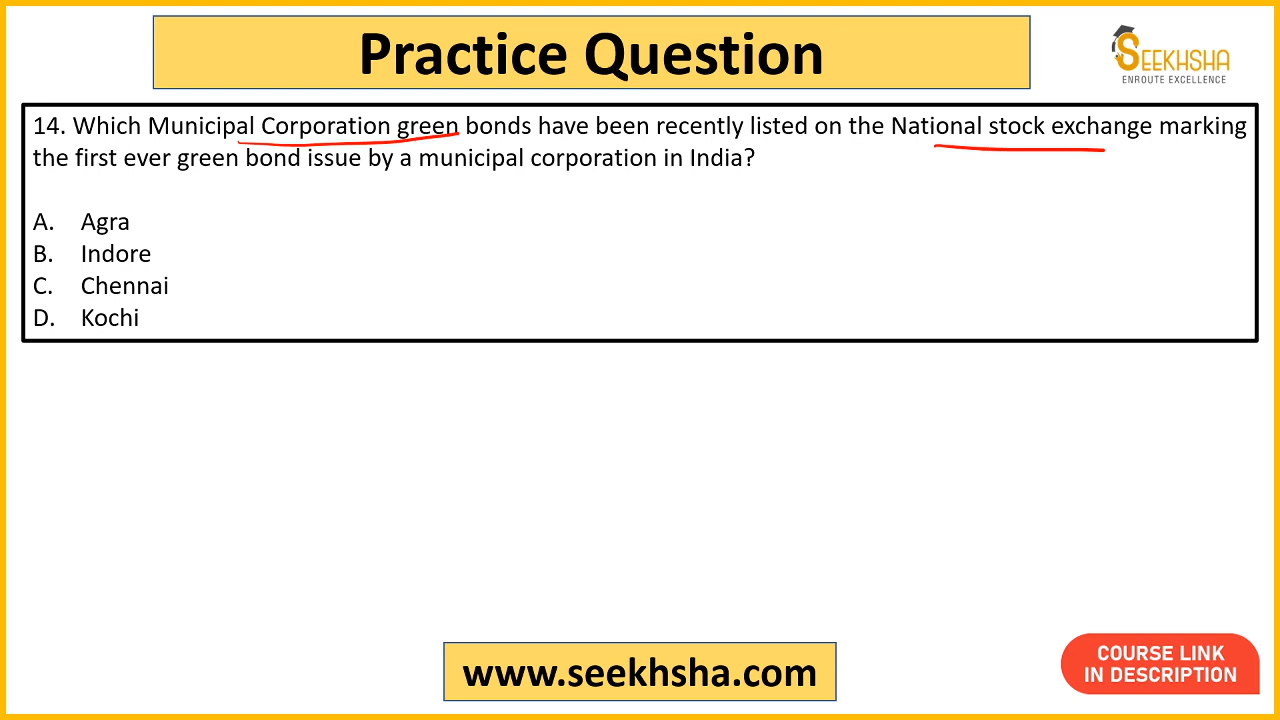 Practice Question
SEEKHSHA
ENROUTE EXCELLENCE
14. Which Municipal Corporation green bonds have been recently listed on the National stock exchange marking
the first ever green bond issue by a municipal corporation in India?
A. Agra
B. Indore
C. Chennai
D. Kochi
www.seekhsha.com
COURSE LINK
IN DESCRIPTION